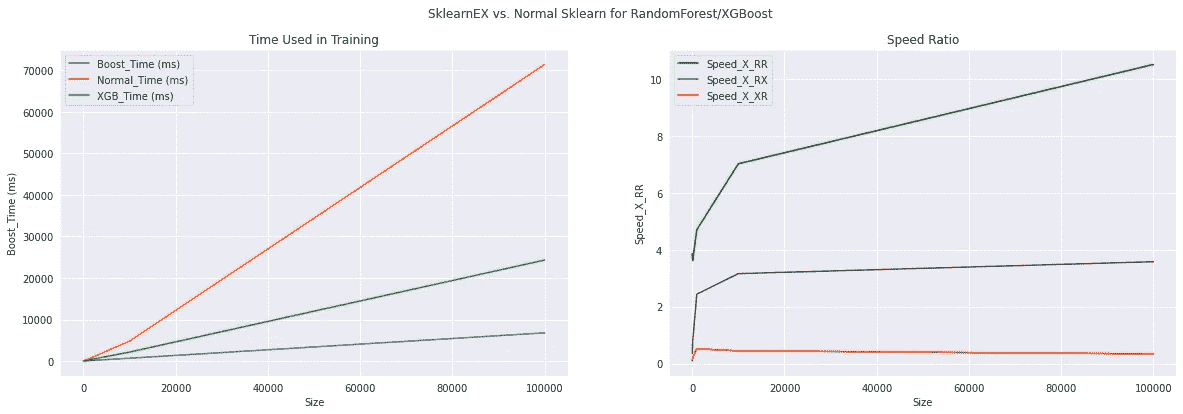 SklearnEX vs. Normal Sklearn for RandomForest/XGBoost
Time Used in Training
Boost_Time (ms)
Normal_Time (ms)
XGB_Time (ms)
70000
60000
50000
40000
30000
20000
10000
0
Boost_Time (ms)
0
20000
40000
60000
80000
100000
Size
Speed Ratio
Speed_X_RR
Speed_X_RX
Speed_X_XR
10
8
6
4
2
0
Speed_X_RR
0
20000
40000
60000
80000
100000
Size